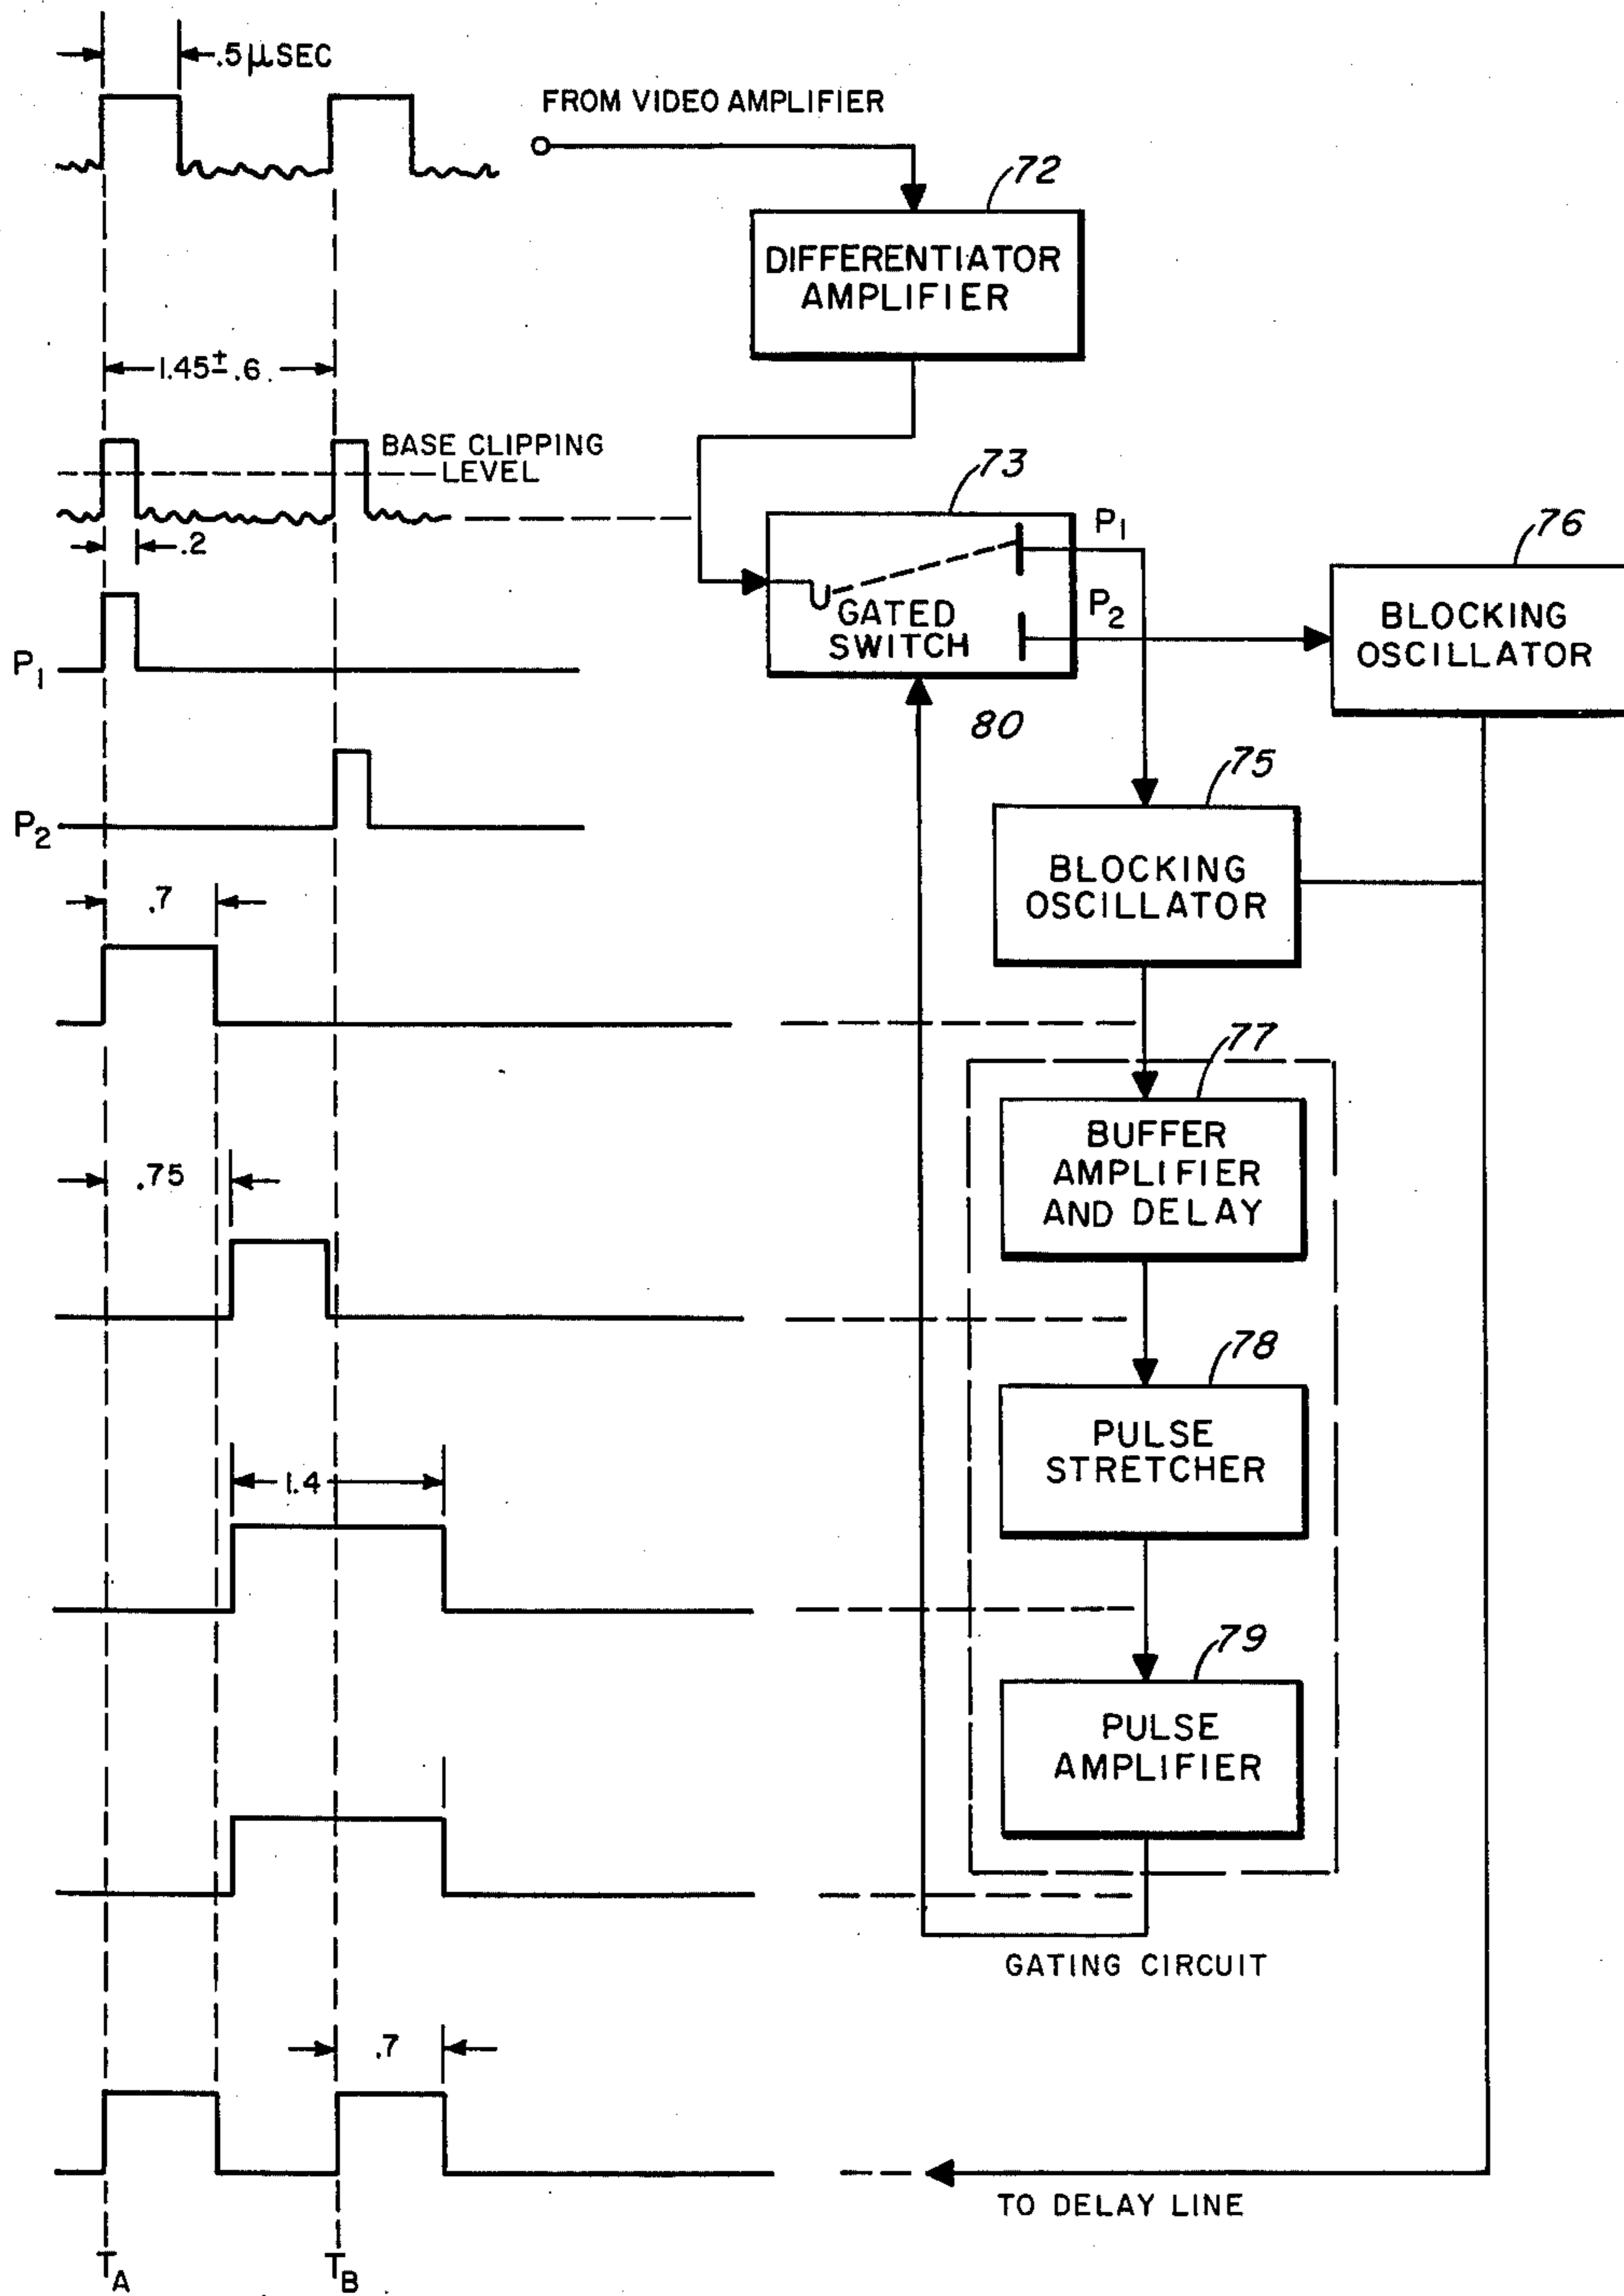 .5 μSEC
FROM VIDEO AMPLIFIER
72
DIFFERENTIATOR
AMPLIFIER
1.45 ± .6
BASE CLIPPING
LEVEL
.2
73
P1
P2
GATED
SWITCH
76
BLOCKING
OSCILLATOR
P1
80
75
P2
BLOCKING
OSCILLATOR
.7
77
BUFFER
AMPLIFIER
AND DELAY
.75
78
PULSE
STRETCHER
1.4
79
PULSE
AMPLIFIER
GATING CIRCUIT
.7
TO DELAY LINE
TA
TB